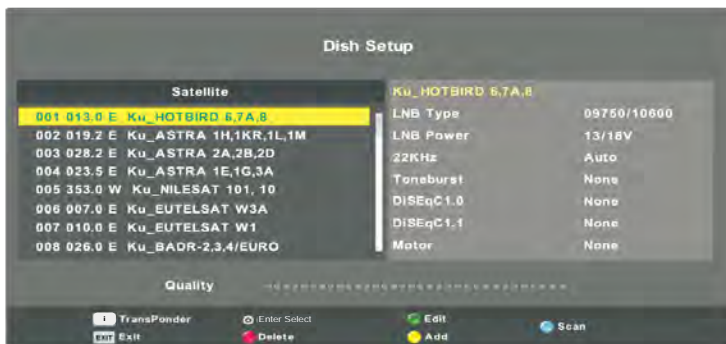 Dish Setup
Satellite
001 013.0 E Ku_HOTBIRD 6,7A,8
002 019.2 E Ku_ASTRA 1H,1KR,1L,1M
003 028.2 E Ku_ASTRA 2A,2B,2D
004 023.5 E Ku_ASTRA 1E,1G,3A
005 353.0 W Ku_NILESAT 101, 10
006 007.0 E Ku_EUTELSAT W3A
007 010.0 E Ku_EUTELSAT W1
008 026.0 E Ku_BADR-2,3,4/EURO
Ku_HOTBIRD 6,7A,8
LNB Type 09750/10600
LNB Power 13/18V
22KHz Auto
Toneburst None
DiSEqC1.0 None
DiSEqC1.1 None
Motor None
Quality
i TransPonder Enter Select Edit Scan
EXIT Exit Delete Add